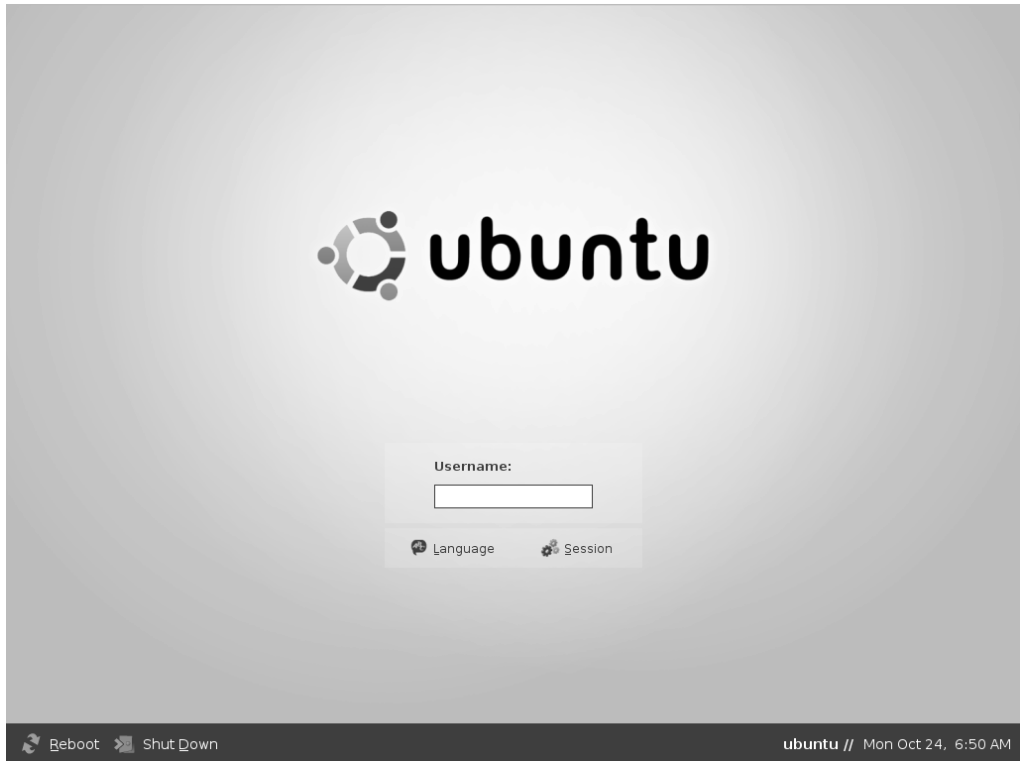 ubuntu
Username:
Language Session
Reboot Shut Down ubuntu // Mon Oct 24, 6:50 AM